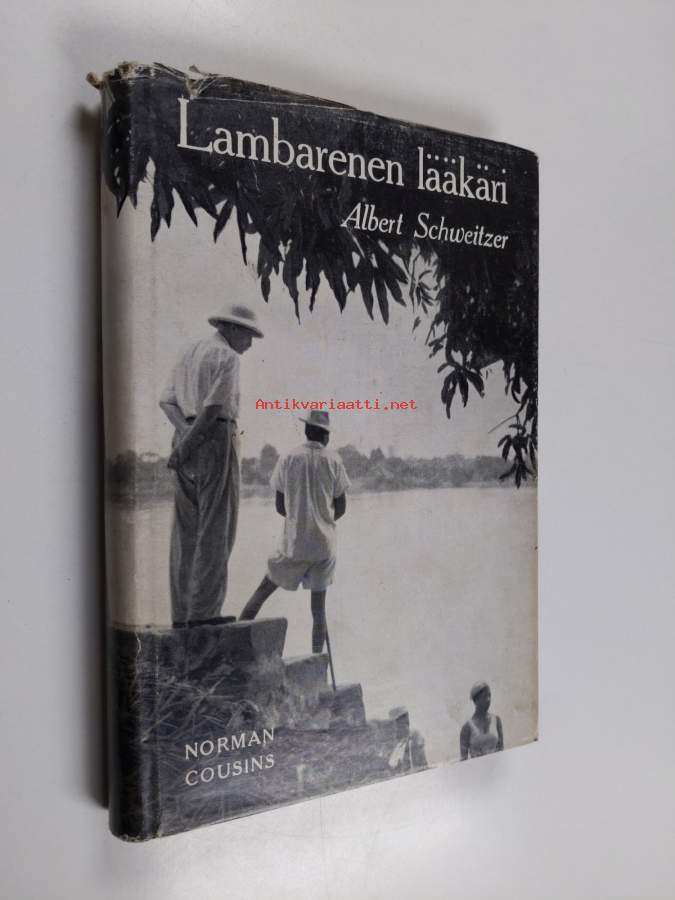 Lambarenen lääkäri
Albert Schweitzer
Antikvariaatti.net
NORMAN
COUSINS